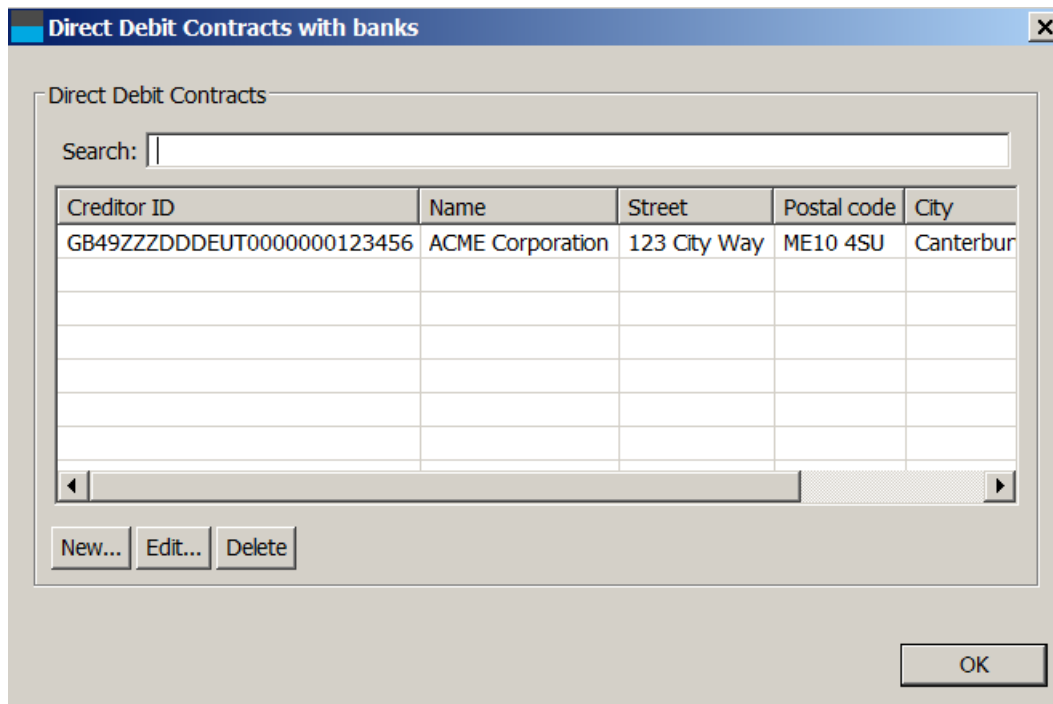 Direct Debit Contracts with banks
Direct Debit Contracts
Search:
Creditor ID Name Street Postal code City
GB49ZZZDDDEUT0000000123456 ACME Corporation 123 City Way ME10 4SU Canterbur
New... Edit... Delete
OK